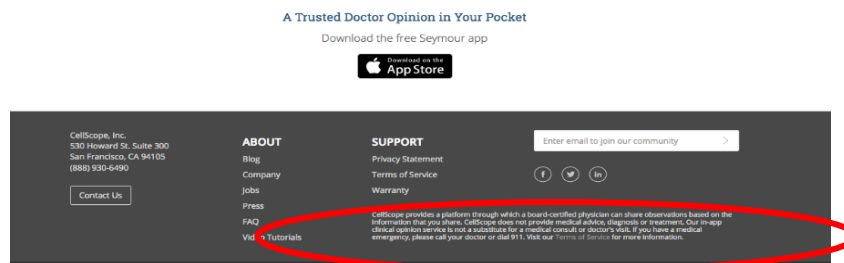 A Trusted Doctor Opinion in Your Pocket
Download the free Seymour app
Download on the
App Store
CellScope, Inc.
530 Howard St. Suite 300
San Francisco, CA 94105
(888) 930-6490
Contact Us
ABOUT
Blog
Company
Jobs
Press
FAQ
Video Tutorials
SUPPORT
Privacy Statement
Terms of Service
Warranty
CellScope provides a platform through which a board-certified physician can share observations based on the
information that you share. CellScope does not provide medical advice, diagnosis or treatment. Our in-app
clinical opinion service is not a substitute for a medical consult or doctor's visit. If you have a medical
emergency, please call your doctor or dial 911. Visit our Terms of Service for more information.
Enter email to join our community
f
in